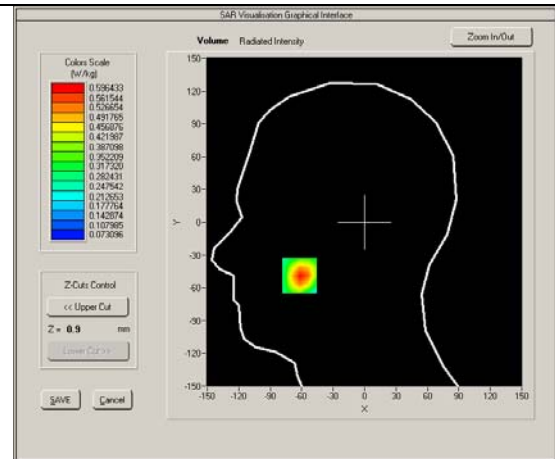 SAR Visualisation Graphical Interface
Volume Radiated Intensity
Zoom In/Out
Colors Scale
(W/kg)
0.596433
0.561544
0.526654
0.491765
0.456876
0.421987
0.387098
0.352209
0.317320
0.282431
0.247542
0.212653
0.177764
0.142874
0.107985
0.073096
Z-Cuts Control
<< Upper Cut
Z = 0.9 mm
Lower Cut >>
SAVE Cancel
150
120
90
60
30
0
-30
-60
-90
-120
-150
Y
-150 -120 -90 -60 -30 0 30 60 90 120 150
X